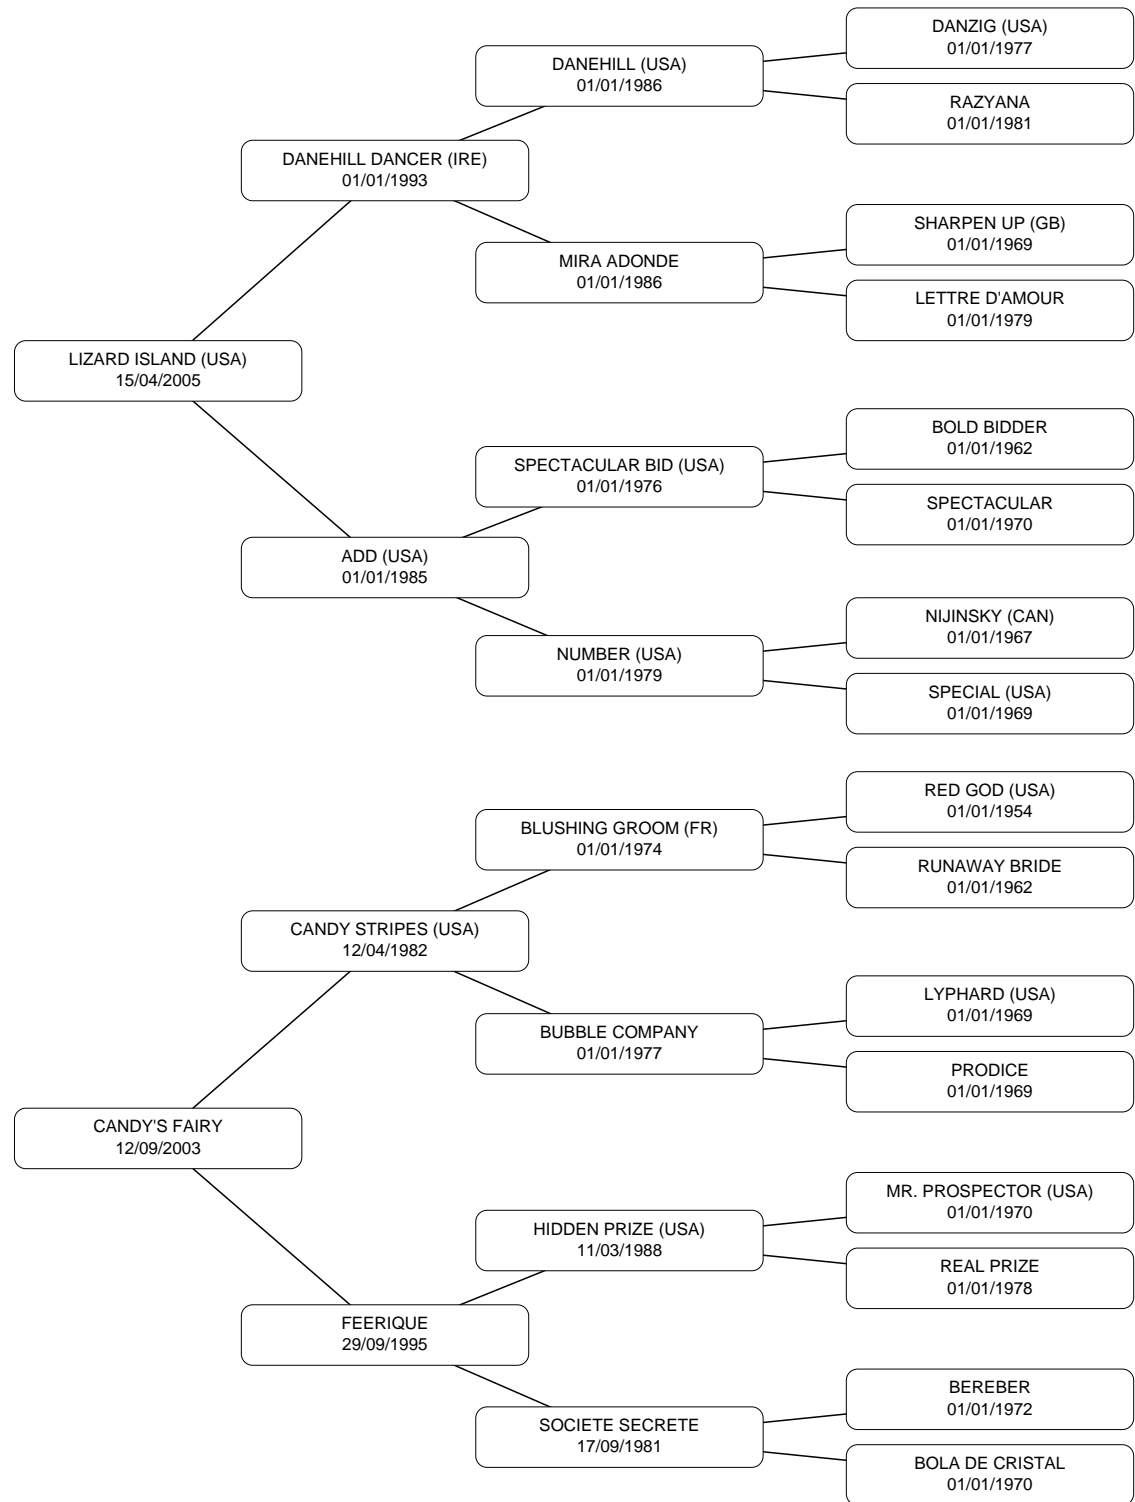 DANZIG (USA)
01/01/1977
DANEHILL (USA)
01/01/1986
RAZYANA
01/01/1981
DANEHILL DANCER (IRE)
01/01/1993
SHARPEN UP (GB)
01/01/1969
MIRA ADONDE
01/01/1986
LETTRE D'AMOUR
01/01/1979
LIZARD ISLAND (USA)
15/04/2005
BOLD BIDDER
01/01/1962
SPECTACULAR BID (USA)
01/01/1976
SPECTACULAR
01/01/1970
ADD (USA)
01/01/1985
NIJINSKY (CAN)
01/01/1967
NUMBER (USA)
01/01/1979
SPECIAL (USA)
01/01/1969
RED GOD (USA)
01/01/1954
BLUSHING GROOM (FR)
01/01/1974
RUNAWAY BRIDE
01/01/1962
CANDY STRIPES (USA)
12/04/1982
LYPHARD (USA)
01/01/1969
BUBBLE COMPANY
01/01/1977
PRODICE
01/01/1969
CANDY'S FAIRY
12/09/2003
MR. PROSPECTOR (USA)
01/01/1970
HIDDEN PRIZE (USA)
11/03/1988
REAL PRIZE
01/01/1978
FEERIQUE
29/09/1995
BEREBER
01/01/1972
SOCIETE SECRETE
17/09/1981
BOLA DE CRISTAL
01/01/1970